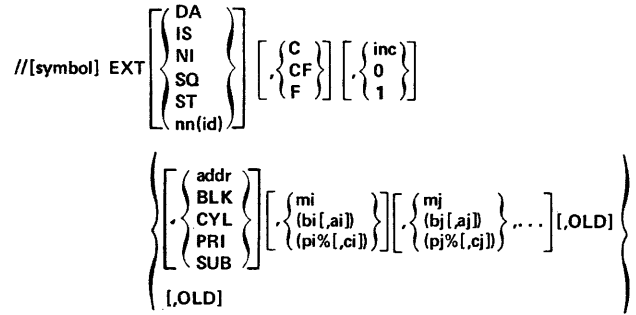 DA
IS
NI
//[symbol] EXT [{SQ}] [,{C CF F}] [,{inc 0 1}]
ST
nn(id)
addr
BLK
[,{CYL}] [,{mi (bi[,ai]) (pi%[,ci])}] [,{mj (bj[,aj]) (pj%[,cj])},...] [,OLD]
PRI
SUB
[,OLD]